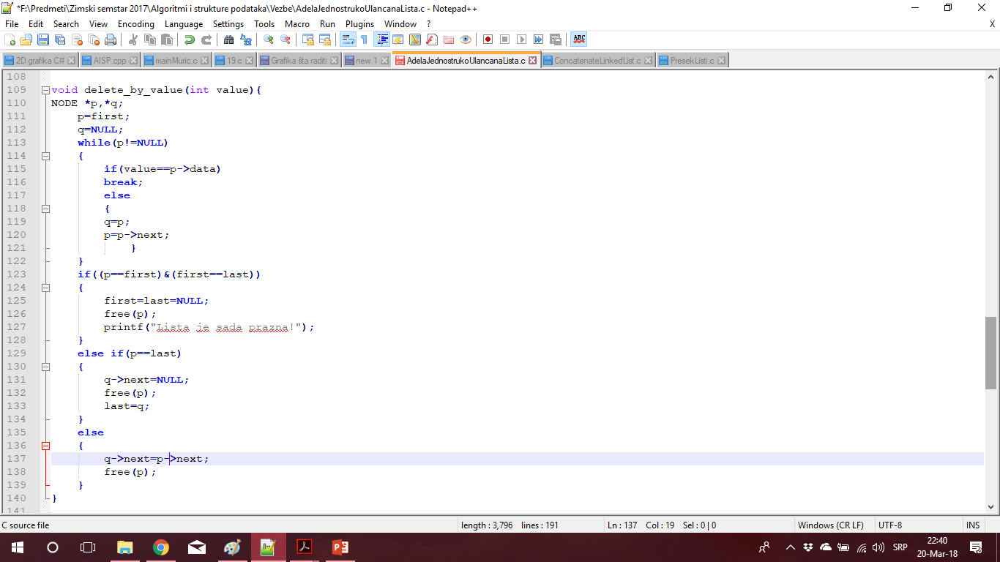 *F:\Predmeti\Zimski semstar 2017\Algoritmi i strukture podataka\Vezbe\AdelaJednostrukoUlancanaLista.c - Notepad++
File Edit Search View Encoding Language Settings Tools Macro Run Plugins Window ? X
2D grafika C# AISP.cpp mainMuric.c 19.c Grafika šta raditi new 1 AdelaJednostrukoUlancanaLista.c ConcatenateLinkedList.c PresekListi.c
108
109 void delete_by_value(int value){
110 NODE *p,*q;
111 p=first;
112 q=NULL;
113 while(p!=NULL)
114 {
115 if(value==p->data)
116 break;
117 else
118 {
119 q=p;
120 p=p->next;
121 }
122 }
123 if((p==first)&(first==last))
124 {
125 first=last=NULL;
126 free(p);
127 printf("Lista je sada prazna!");
128 }
129 else if(p==last)
130 {
131 q->next=NULL;
132 free(p);
133 last=q;
134 }
135 else
136 {
137 q->next=p->next;
138 free(p);
139 }
140 }
141
C source file length : 3,796 lines : 191 Ln : 137 Col : 19 Sel : 0 | 0 Windows (CR LF) UTF-8 INS
SRP 22:40
20-Mar-18